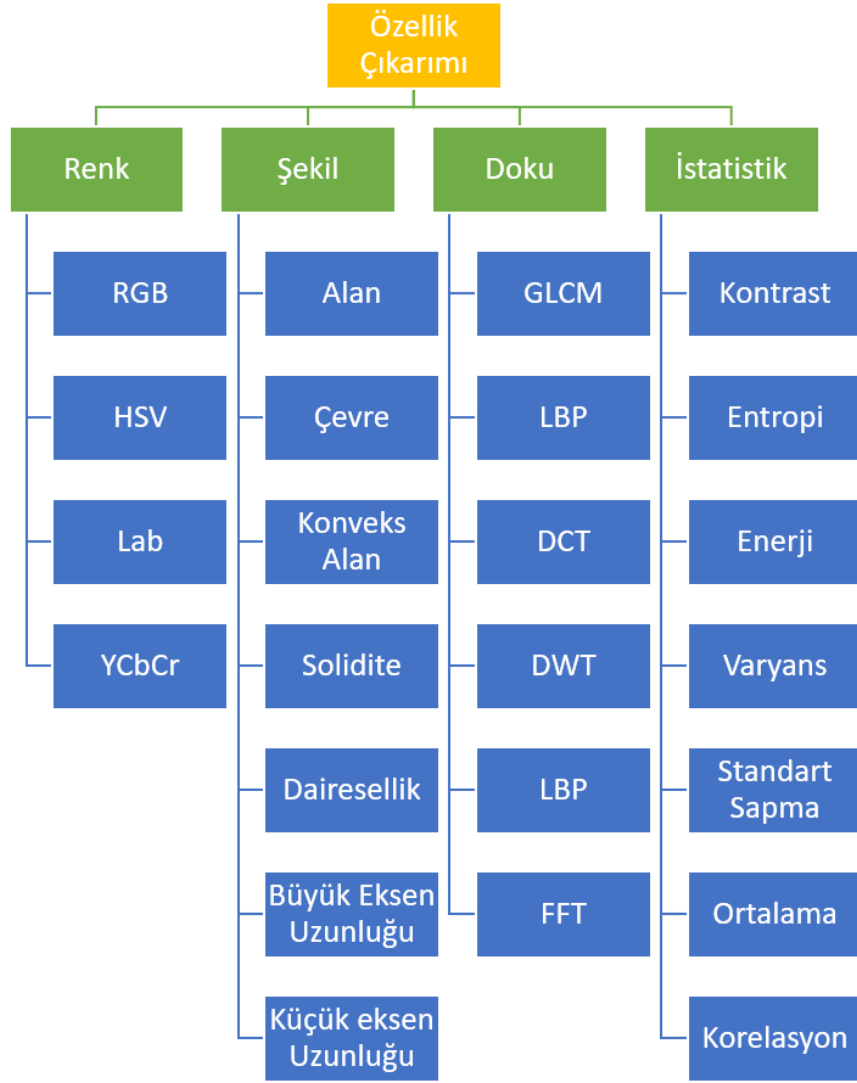 Özellik
Çıkarımı
Renk
RGB
HSV
Lab
YCbCr
Şekil
Alan
Çevre
Konveks
Alan
Solidite
Dairesellik
Büyük Eksen
Uzunluğu
Küçük eksen
Uzunluğu
Doku
GLCM
LBP
DCT
DWT
LBP
FFT
İstatistik
Kontrast
Entropi
Enerji
Varyans
Standart
Sapma
Ortalama
Korelasyon